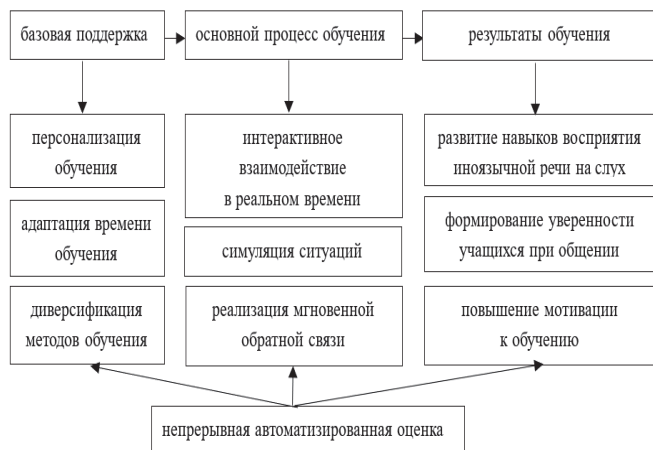 базовая поддержка
основной процесс обучения
результаты обучения
персонализация
обучения
интерактивное
взаимодействие
в реальном времени
развитие навыков восприятия
иноязычной речи на слух
адаптация времени
обучения
симуляция ситуаций
формирование уверенности
учащихся при общении
диверсификация
методов обучения
реализация мгновенной
обратной связи
повышение мотивации
к обучению
непрерывная автоматизированная оценка